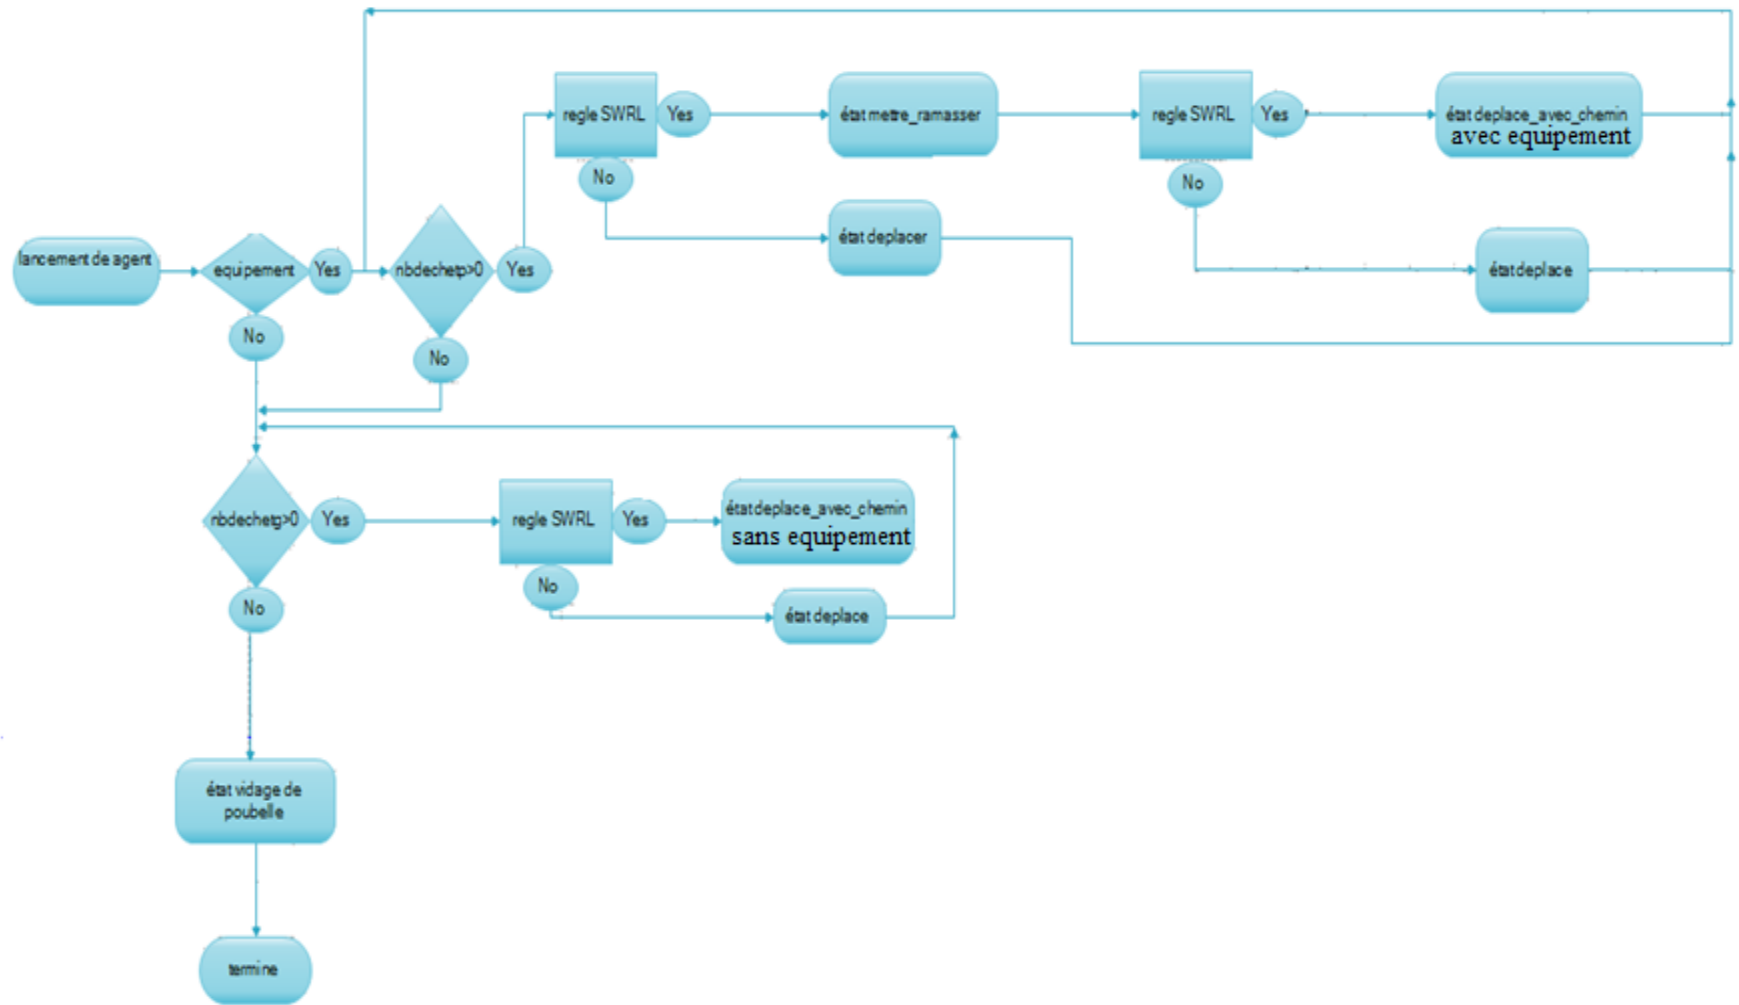 regle SWRL
Yes
état mettre_ramasser
regle SWRL
Yes
état deplace_avec_chemin
avec equipement
No
No
lancement de agent
equipement
Yes
nbdechetp>0
Yes
état deplacer
état deplace
No
No
nbdechetg>0
Yes
regle SWRL
Yes
état deplace_avec_chemin
sans equipement
No
No
état deplace
état vidage de
poubelle
termine